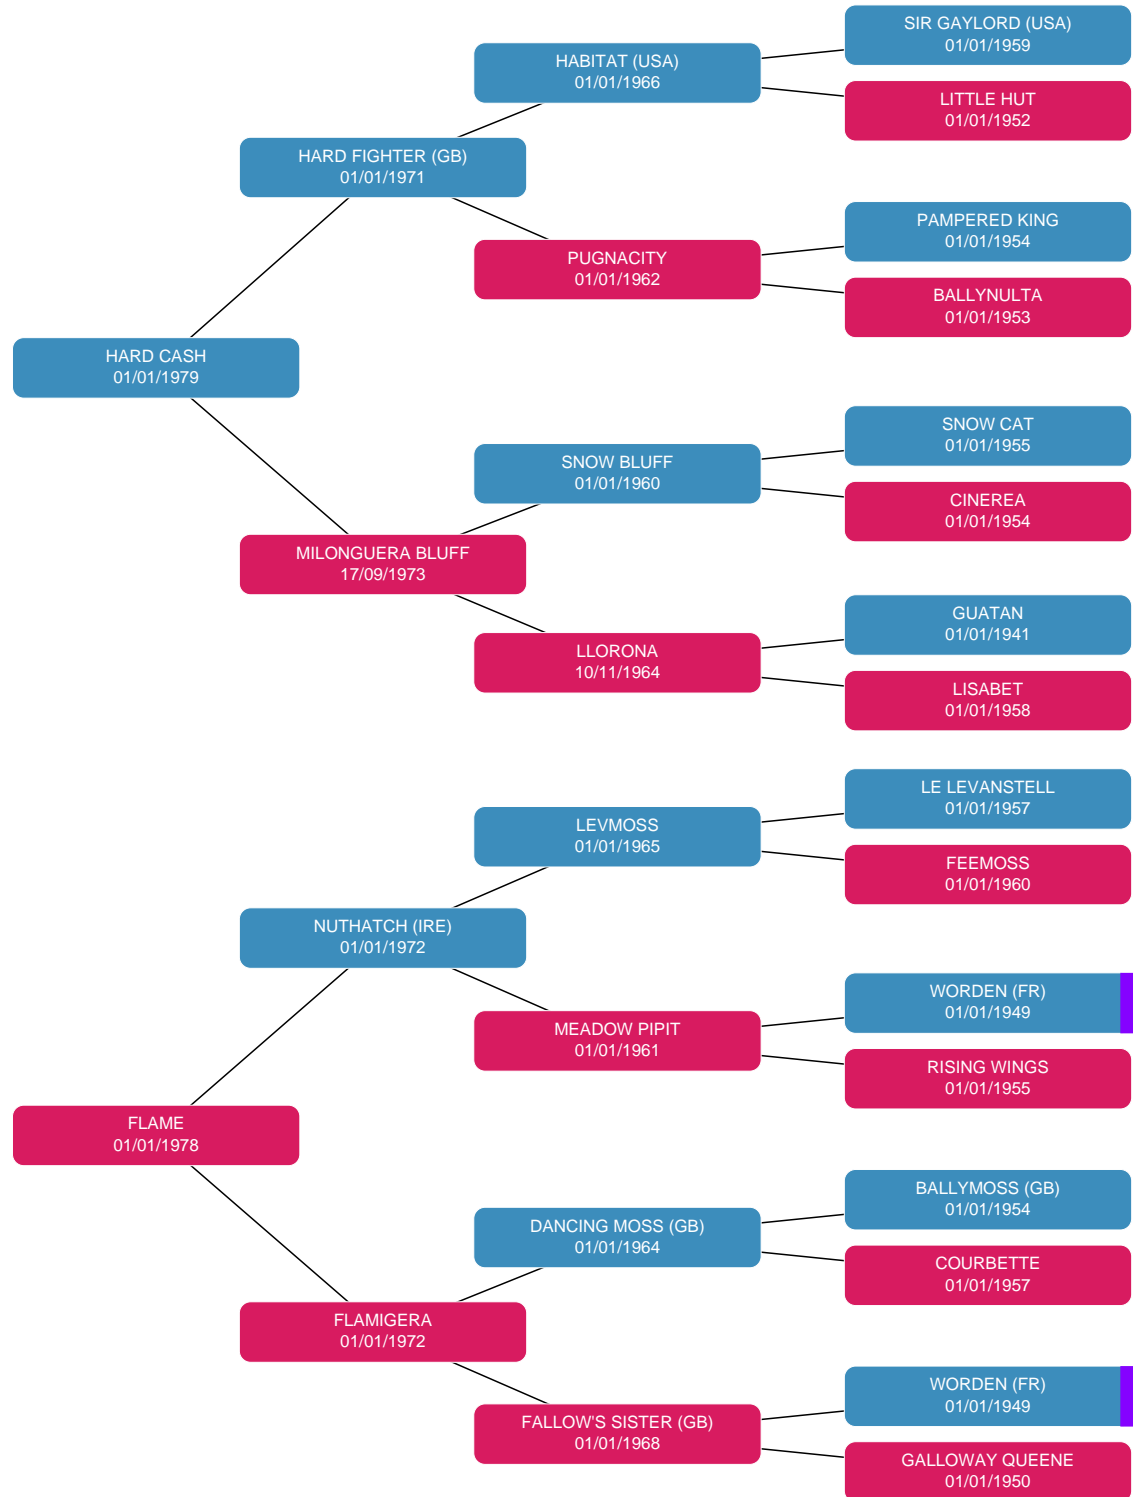 SIR GAYLORD (USA)
01/01/1959
HABITAT (USA)
01/01/1966
LITTLE HUT
01/01/1952
HARD FIGHTER (GB)
01/01/1971
PAMPERED KING
01/01/1954
PUGNACITY
01/01/1962
BALLYNULTA
01/01/1953
HARD CASH
01/01/1979
SNOW CAT
01/01/1955
SNOW BLUFF
01/01/1960
CINEREA
01/01/1954
MILONGUERA BLUFF
17/09/1973
GUATAN
01/01/1941
LLORONA
10/11/1964
LISABET
01/01/1958
LE LEVANSTELL
01/01/1957
LEVMOSS
01/01/1965
FEEMOSS
01/01/1960
NUTHATCH (IRE)
01/01/1972
WORDEN (FR)
01/01/1949
MEADOW PIPIT
01/01/1961
RISING WINGS
01/01/1955
FLAME
01/01/1978
BALLYMOSS (GB)
01/01/1954
DANCING MOSS (GB)
01/01/1964
COURBETTE
01/01/1957
FLAMIGERA
01/01/1972
WORDEN (FR)
01/01/1949
FALLOW'S SISTER (GB)
01/01/1968
GALLOWAY QUEENE
01/01/1950